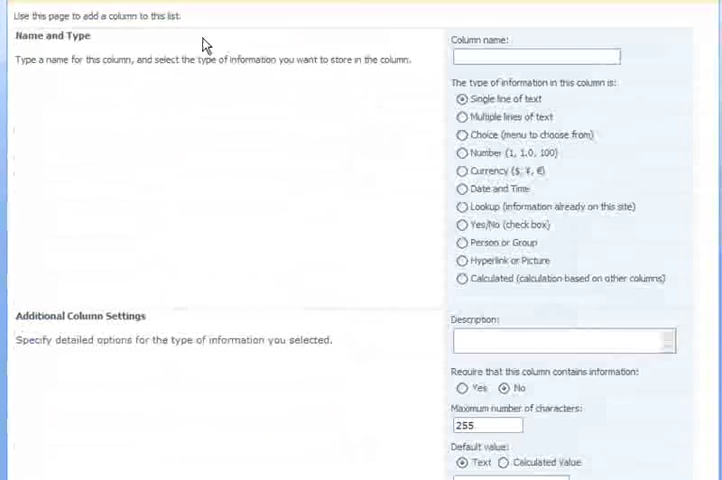 Use this page to add a column to this list.
Name and Type
Type a name for this column, and select the type of information you want to store in the column.
Column name:
The type of information in this column is:
Single line of text
Multiple lines of text
Choice (menu to choose from)
Number (1, 1.0, 100)
Currency ($, ¥, €)
Date and Time
Lookup (information already on this site)
Yes/No (check box)
Person or Group
Hyperlink or Picture
Calculated (calculation based on other columns)
Additional Column Settings
Specify detailed options for the type of information you selected.
Description:
Require that this column contains information:
Yes No
Maximum number of characters:
255
Default value:
Text Calculated Value